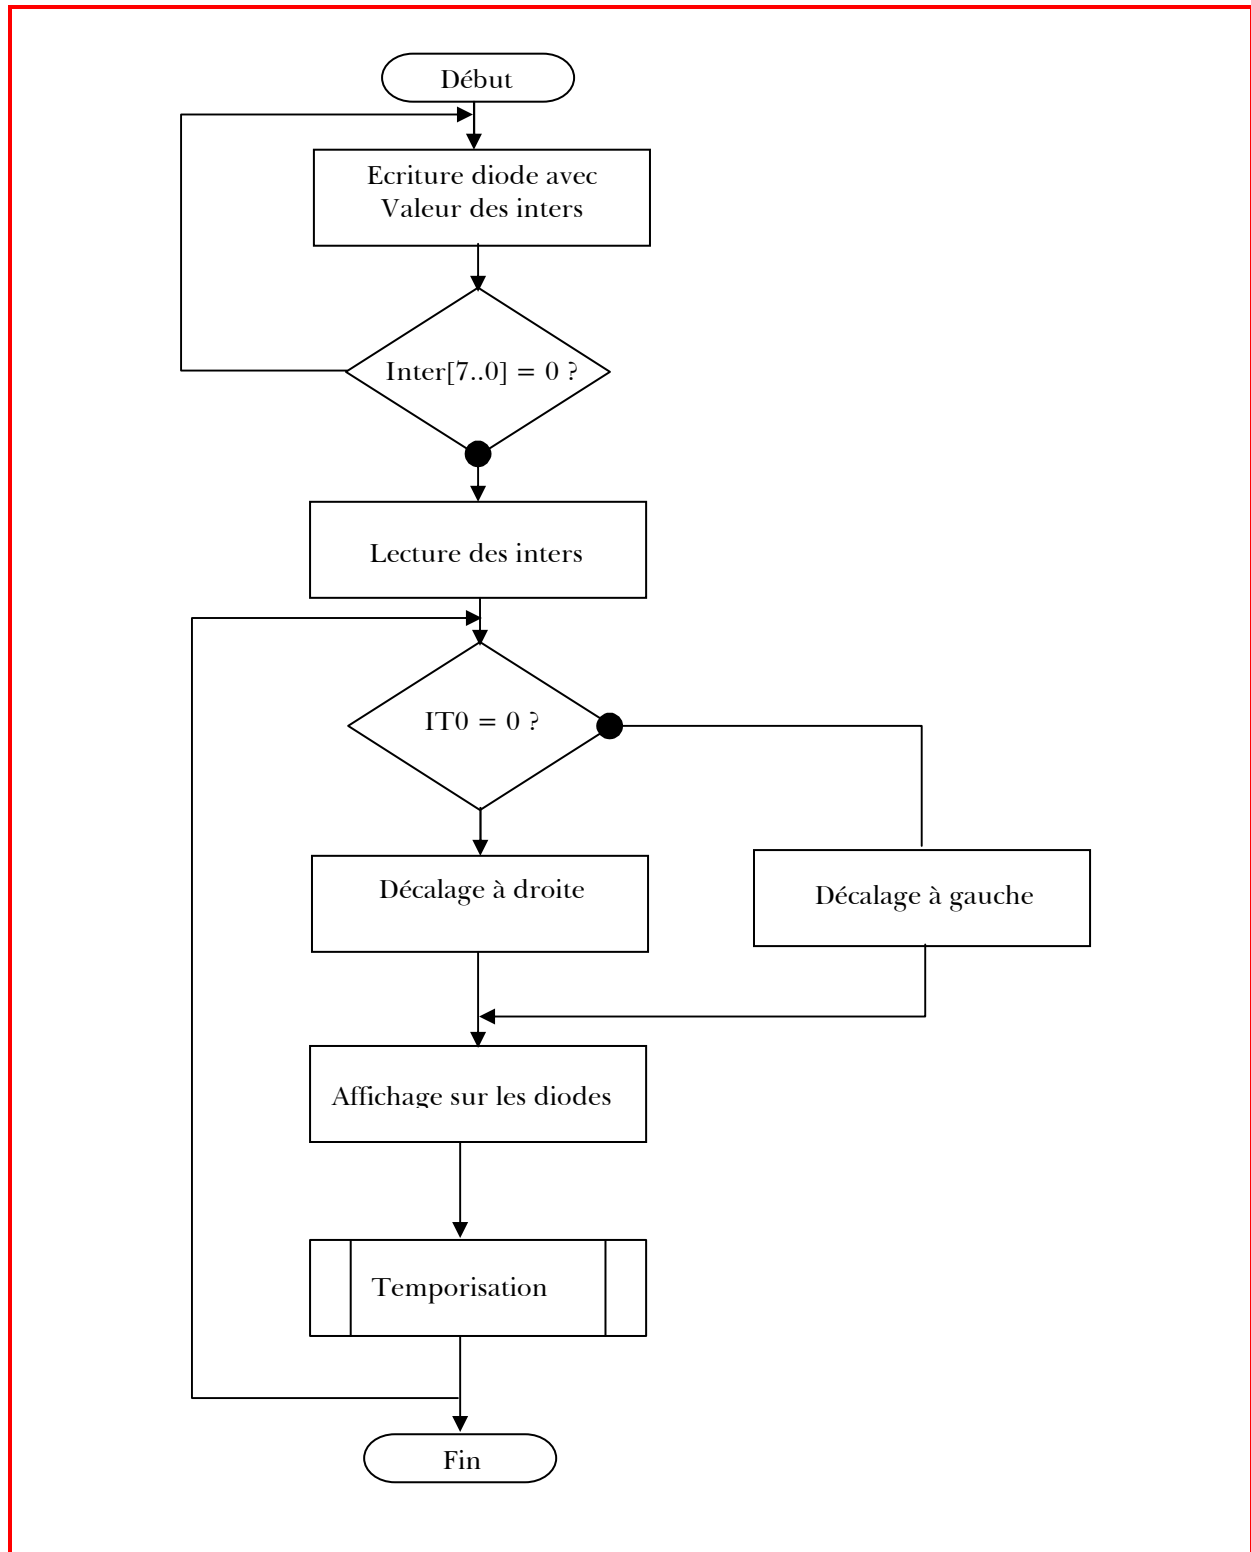 Début
Ecriture diode avec
Valeur des inters
Inter[7..0] = 0 ?
Lecture des inters
IT0 = 0 ?
Décalage à droite
Décalage à gauche
Affichage sur les diodes
Temporisation
Fin